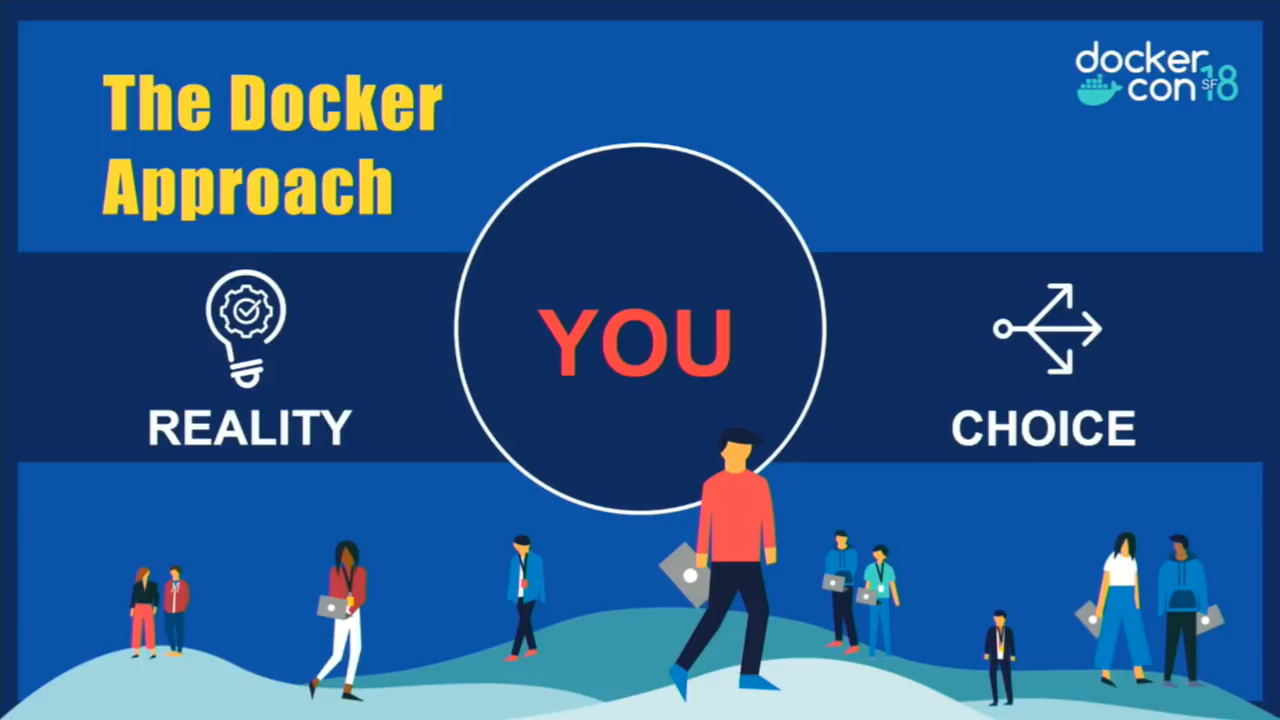 The Docker
Approach
docker
con SF 18
YOU
REALITY
CHOICE